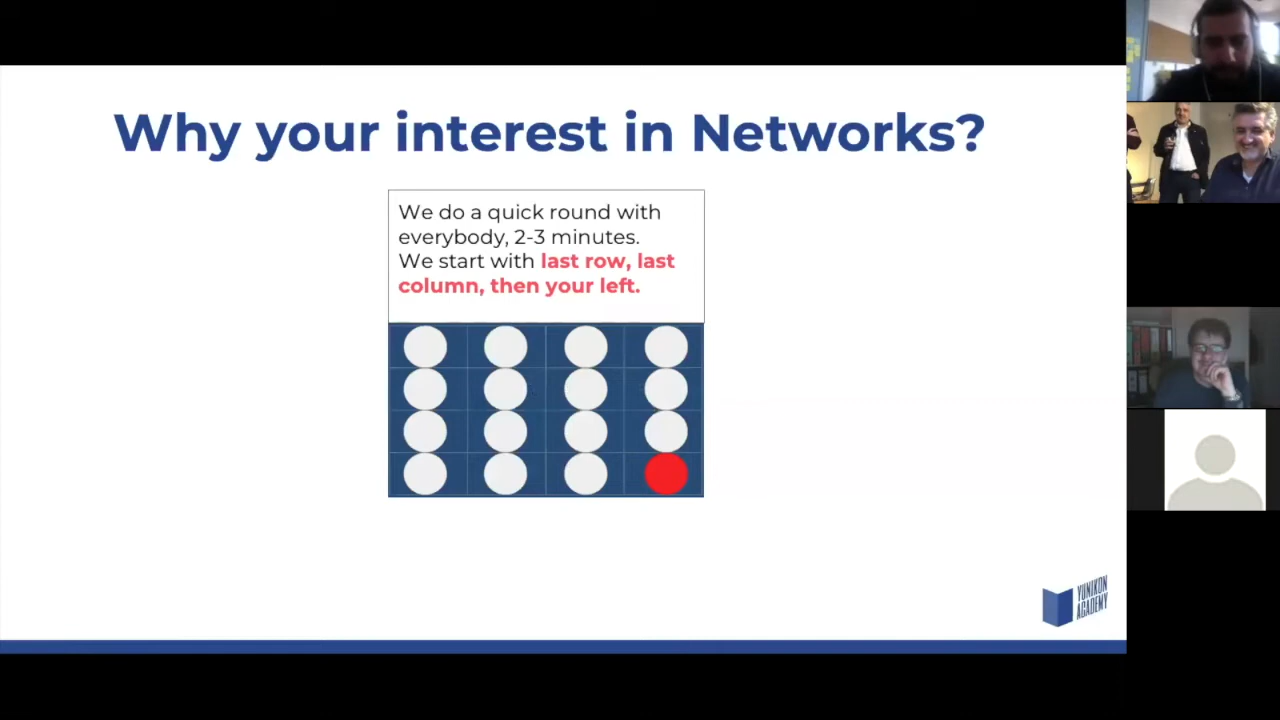 Why your interest in Networks?
We do a quick round with
everybody, 2-3 minutes.
We start with last row, last
column, then your left.
YUNIKON
ACADEMY